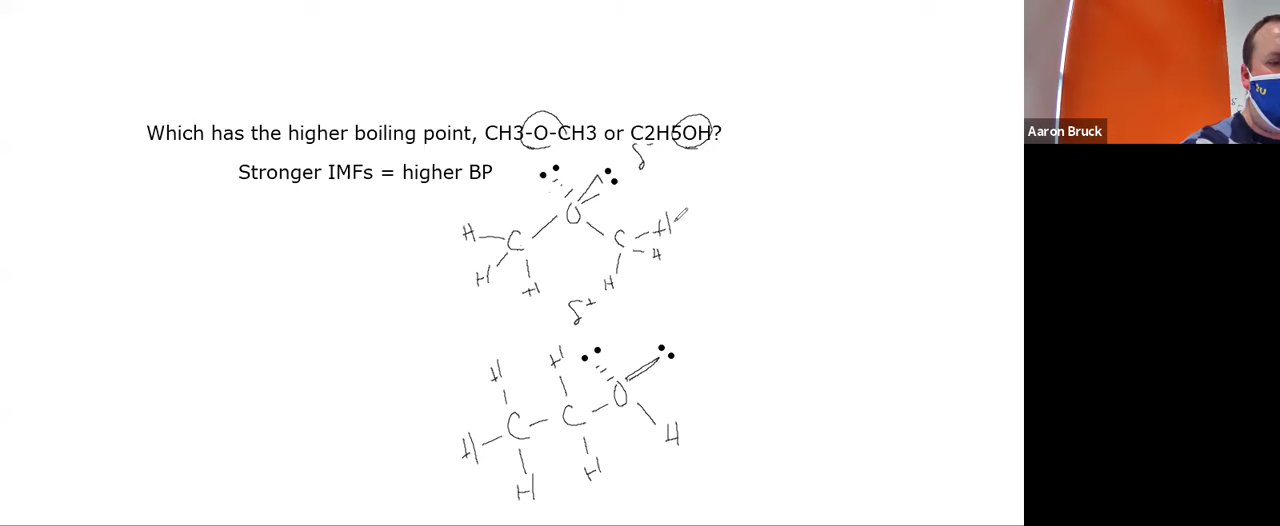 Which has the higher boiling point, CH3-O-CH3 or C2H5OH?
Stronger IMFs = higher BP
δ-
O
H C C H
H
H H H
δ+
H H
O
C C
H H
H
H
Aaron Bruck